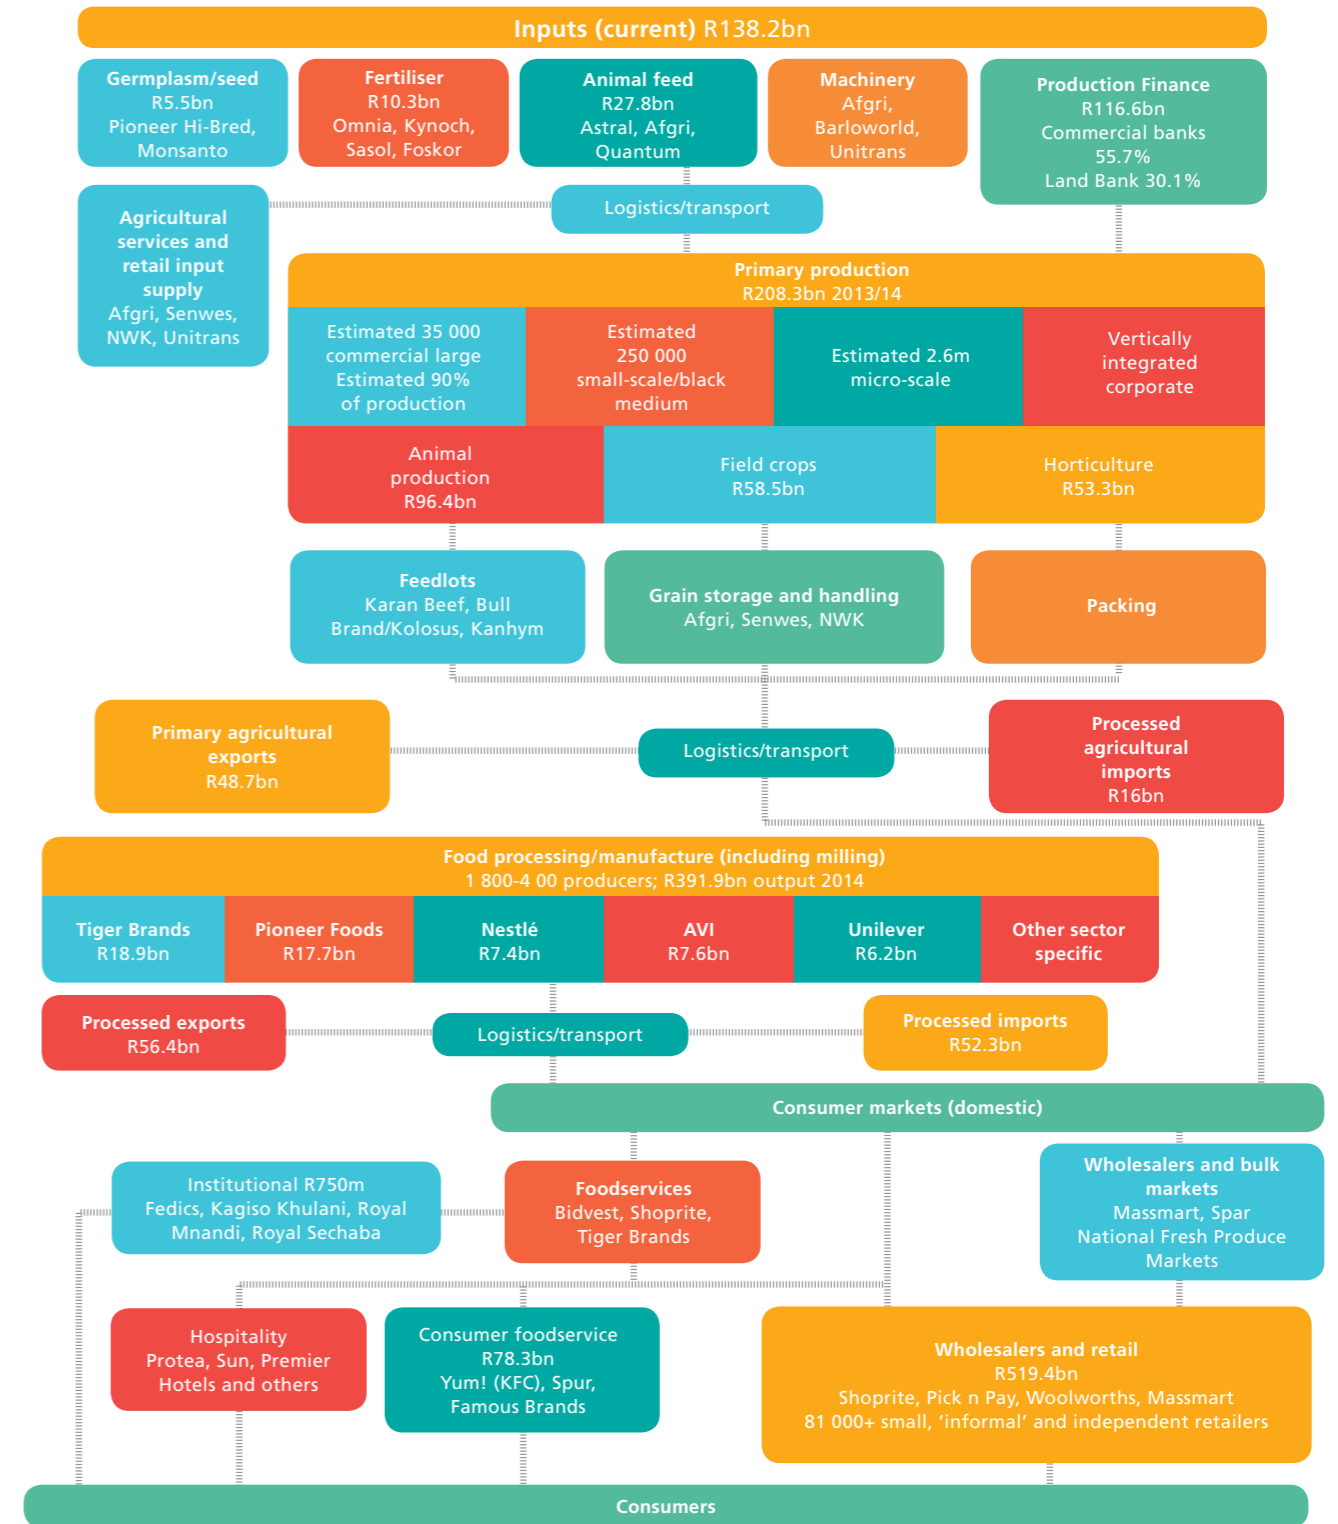 Inputs (current) R138.2bn
Germplasm/seed
R5.5bn
Pioneer Hi-Bred,
Monsanto
Fertiliser
R10.3bn
Omnia, Kynoch,
Sasol, Foskor
Animal feed
R27.8bn
Astral, Afgri,
Quantum
Machinery
Afgri,
Barloworld,
Unitrans
Production Finance
R116.6bn
Commercial banks
55.7%
Land Bank 30.1%
Agricultural
services and
retail input
supply
Afgri, Senwes,
NWK, Unitrans
Logistics/transport
Primary production
R208.3bn 2013/14
Estimated 35 000
commercial large
Estimated 90%
of production
Estimated
250 000
small-scale/black
medium
Estimated 2.6m
micro-scale
Vertically
integrated
corporate
Animal
production
R96.4bn
Field crops
R58.5bn
Horticulture
R53.3bn
Feedlots
Karan Beef, Bull
Brand/Kolosus, Kanhym
Grain storage and handling
Afgri, Senwes, NWK
Packing
Primary agricultural
exports
R48.7bn
Logistics/transport
Processed
agricultural
imports
R16bn
Food processing/manufacture (including milling)
1 800-4 00 producers; R391.9bn output 2014
Tiger Brands
R18.9bn
Pioneer Foods
R17.7bn
Nestlé
R7.4bn
AVI
R7.6bn
Unilever
R6.2bn
Other sector
specific
Processed exports
R56.4bn
Logistics/transport
Processed imports
R52.3bn
Consumer markets (domestic)
Institutional R750m
Fedics, Kagiso Khulani, Royal
Mnandi, Royal Sechaba
Foodservices
Bidvest, Shoprite,
Tiger Brands
Wholesalers and bulk
markets
Massmart, Spar
National Fresh Produce
Markets
Hospitality
Protea, Sun, Premier
Hotels and others
Consumer foodservice
R78.3bn
Yum! (KFC), Spur,
Famous Brands
Wholesalers and retail
R519.4bn
Shoprite, Pick n Pay, Woolworths, Massmart
81 000+ small, ‘informal’ and independent retailers
Consumers